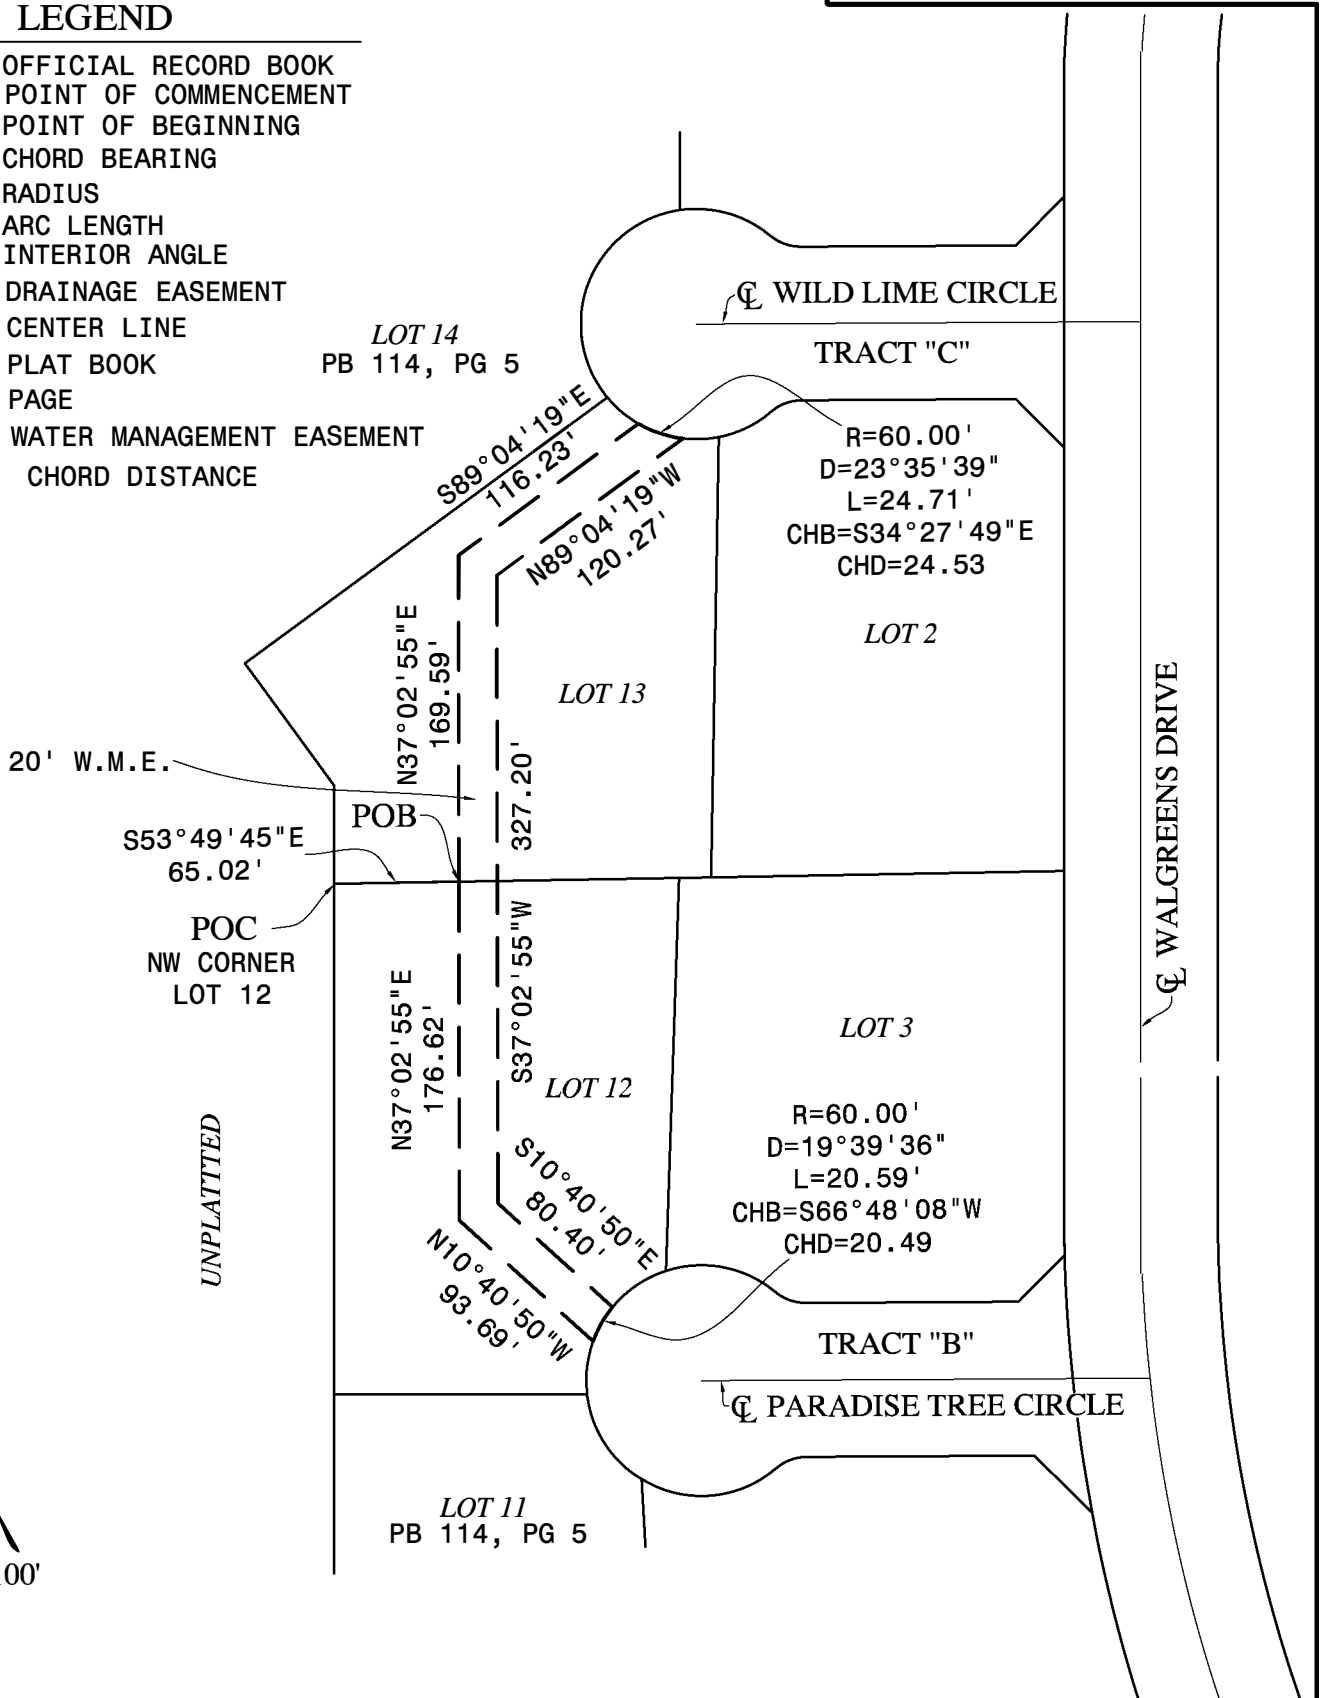 LEGEND
OFFICIAL RECORD BOOK
POINT OF COMMENCEMENT
POINT OF BEGINNING
CHORD BEARING
RADIUS
ARC LENGTH
INTERIOR ANGLE
DRAINAGE EASEMENT
CENTER LINE
PLAT BOOK
PAGE
WATER MANAGEMENT EASEMENT
CHORD DISTANCE
LOT 14
PB 114, PG 5
℄ WILD LIME CIRCLE
TRACT "C"
S89°04'19"E
116.23'
N89°04'19"W
120.27'
R=60.00'
D=23°35'39"
L=24.71'
CHB=S34°27'49"E
CHD=24.53
LOT 2
N37°02'55"E
169.59'
LOT 13
327.20'
20' W.M.E.
POB
S53°49'45"E
65.02'
POC
NW CORNER
LOT 12
℄ WALGREENS DRIVE
S37°02'55"W
N37°02'55"E
176.62'
LOT 12
LOT 3
UNPLATTTED
S10°40'50"E
80.40'
N10°40'50"W
93.69'
R=60.00'
D=19°39'36"
L=20.59'
CHB=S66°48'08"W
CHD=20.49
TRACT "B"
℄ PARADISE TREE CIRCLE
LOT 11
PB 114, PG 5
00'